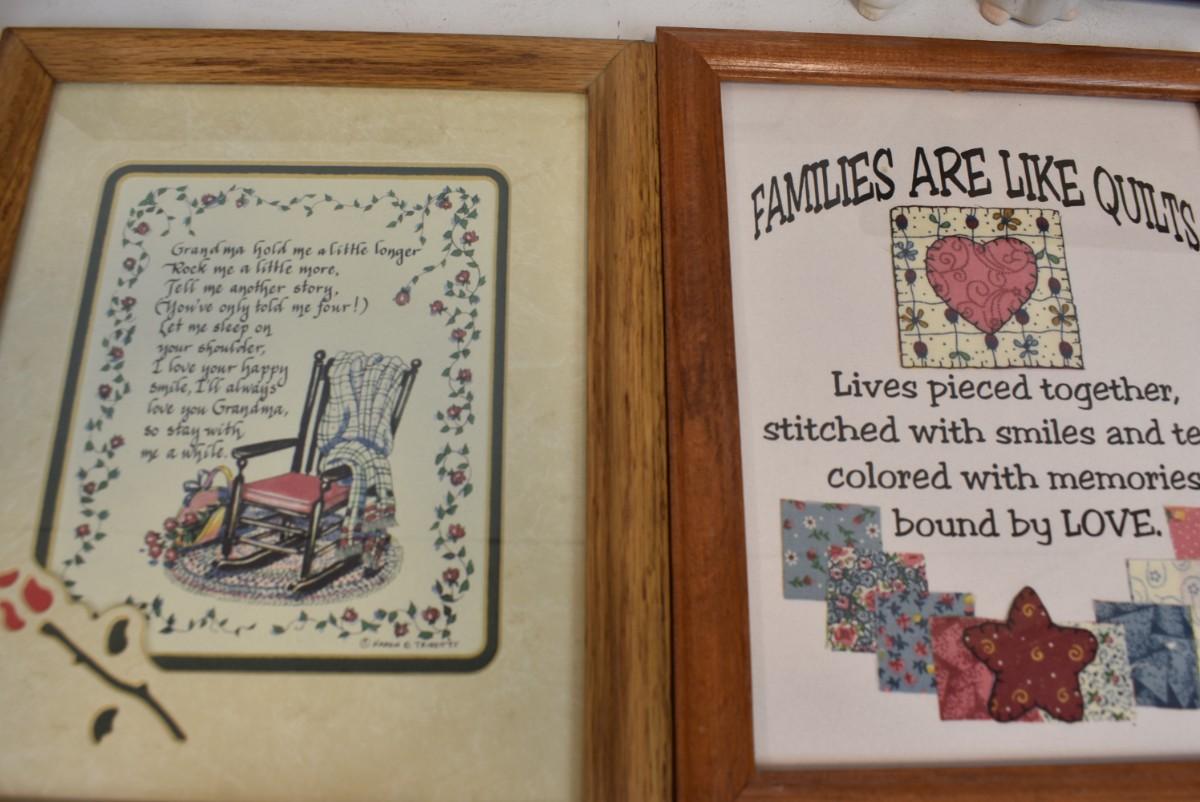 Grandma hold me a little longer
Rock me a little more,
Tell me another story,
(You've only told me four!)
Let me sleep on
your shoulder,
I love your happy
smile, I'll always
love you Grandma,
so stay with
me a while.
FAMILIES ARE LIKE QUILTS
Lives pieced together,
stitched with smiles and te
colored with memories
bound by LOVE.